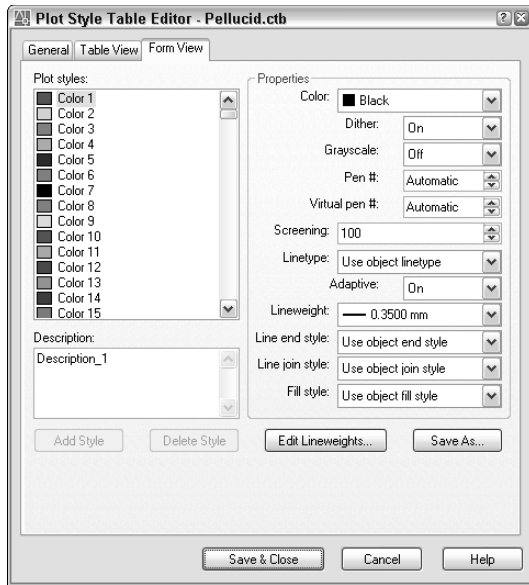 Plot Style Table Editor - Pellucid.ctb
General Table View Form View
Plot styles:
Color 1
Color 2
Color 3
Color 4
Color 5
Color 6
Color 7
Color 8
Color 9
Color 10
Color 11
Color 12
Color 13
Color 14
Color 15
Description:
Description_1
Add Style Delete Style
Properties
Color: Black
Dither: On
Grayscale: Off
Pen #: Automatic
Virtual pen #: Automatic
Screening: 100
Linetype: Use object linetype
Adaptive: On
Lineweight: 0.3500 mm
Line end style: Use object end style
Line join style: Use object join style
Fill style: Use object fill style
Edit Lineweights... Save As...
Save & Close Cancel Help